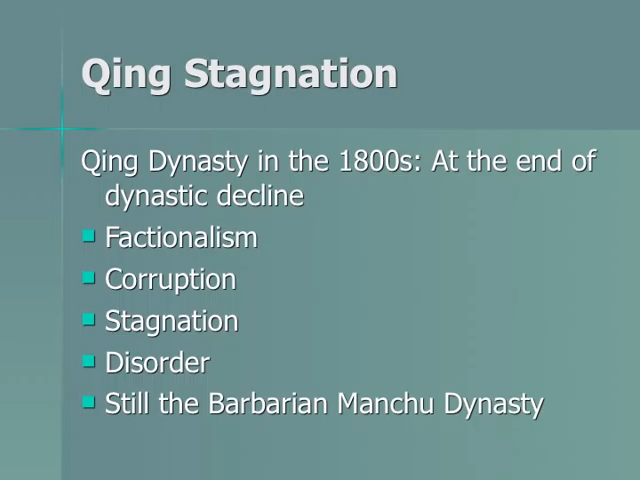 Qing Stagnation
Qing Dynasty in the 1800s: At the end of
dynastic decline
Factionalism
Corruption
Stagnation
Disorder
Still the Barbarian Manchu Dynasty